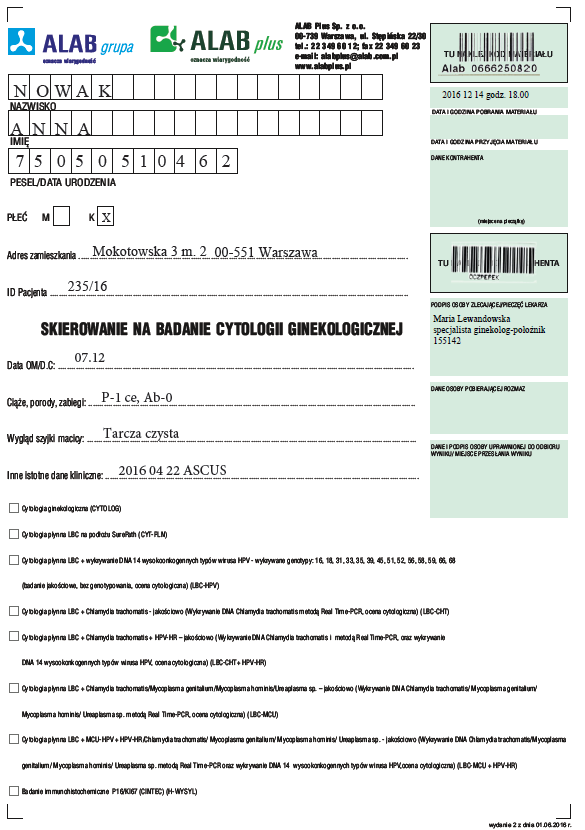 ALAB grupa
oznacza wiarygodność
ALAB plus
oznacza wiarygodność
ALAB Plus Sp. z o.o.
00-739 Warszawa, ul. Stępińska 22/30
tel.: 22 349 60 12; fax 22 349 60 23
e-mail: alabplus@alab.com.pl
www.alabplus.pl
Alab 0666250820
2016 12 14 godz. 18.00
DATA I GODZINA POBRANIA MATERIAŁU
DATA I GODZINA PRZYJĘCIA MATERIAŁU
DANE KONTRAHENTA
(miejsce na pieczątkę)
NOWAK
NAZWISKO
ANNA
IMIĘ
75050510462
PESEL/DATA URODZENIA
PŁEĆ M K X
Adres zamieszkania Mokotowska 3 m. 2 00-551 Warszawa
ID Pacjenta 235/16
TU HENTA
OCZPEPEK
PODPIS OSOBY ZLECAJĄCEJ/PIECZĘĆ LEKARZA
Maria Lewandowska
specjalista ginekolog-położnik
155142
DANE OSOBY POBIERAJĄCEJ ROZMAZ
DANE I PODPIS OSOBY UPRAWNIONEJ DO ODBIORU
WYNIKU/ MIEJSCE PRZESŁANIA WYNIKU
SKIEROWANIE NA BADANIE CYTOLOGII GINEKOLOGICZNEJ
Data OM/D.C: 07.12
Ciąże, porody, zabiegi: P-1 ce, Ab-0
Wygląd szyjki macicy: Tarcza czysta
Inne istotne dane kliniczne: 2016 04 22 ASCUS
Cytologia ginekologiczna (CYTOLOG)
Cytologia płynna LBC na podłożu SurePath (CYT-PŁN)
Cytologia płynna LBC + wykrywanie DNA 14 wysokoonkogennych typów wirusa HPV - wykrywane genotypy: 16, 18, 31, 33, 35, 39, 45, 51, 52, 56, 58, 59, 66, 68
(badanie jakościowe, bez genotypowania, ocena cytologiczna) (LBC-HPV)
Cytologia płynna LBC + Chlamydia trachomatis - jakościowo (Wykrywanie DNA Chlamydia trachomatis metodą Real Time-PCR, ocena cytologiczna) (LBC-CHT)
Cytologia płynna LBC + Chlamydia trachomatis + HPV-HR – jakościowo (Wykrywanie DNA Chlamydia trachomatis i metodą Real Time-PCR, oraz wykrywanie
DNA 14 wysokoonkogennych typów wirusa HPV, ocena cytologiczna) (LBC-CHT+ HPV-HR)
Cytologia płynna LBC + Chlamydia trachomatis/Mycoplasma genitalium/Mycoplasma hominis/Ureaplasma sp. – jakościowo (Wykrywanie DNA Chlamydia trachomatis/ Mycoplasma genitalium/
Mycoplasma hominis/ Ureaplasma sp. metodą Real Time-PCR, ocena cytologiczna) (LBC-MCU)
Cytologia płynna LBC + MCU-HPV + HPV-HR,Chlamydia trachomatis/ Mycoplasma genitalium/ Mycoplasma hominis/ Ureaplasma sp. - jakościowo (Wykrywanie DNA Chlamydia trachomatis/Mycoplasma
genitalium/ Mycoplasma hominis/ Ureaplasma sp. metodą Real Time-PCR oraz wykrywanie DNA 14 wysokoonkogennych typów wirusa HPV,ocena cytologiczna) (LBC-MCU + HPV-HR)
Badanie immunohistochemiczne P16/KI67 (CINTEC) (H-WYSYL)
wydanie 2 z dnia 01.06.2016 r.